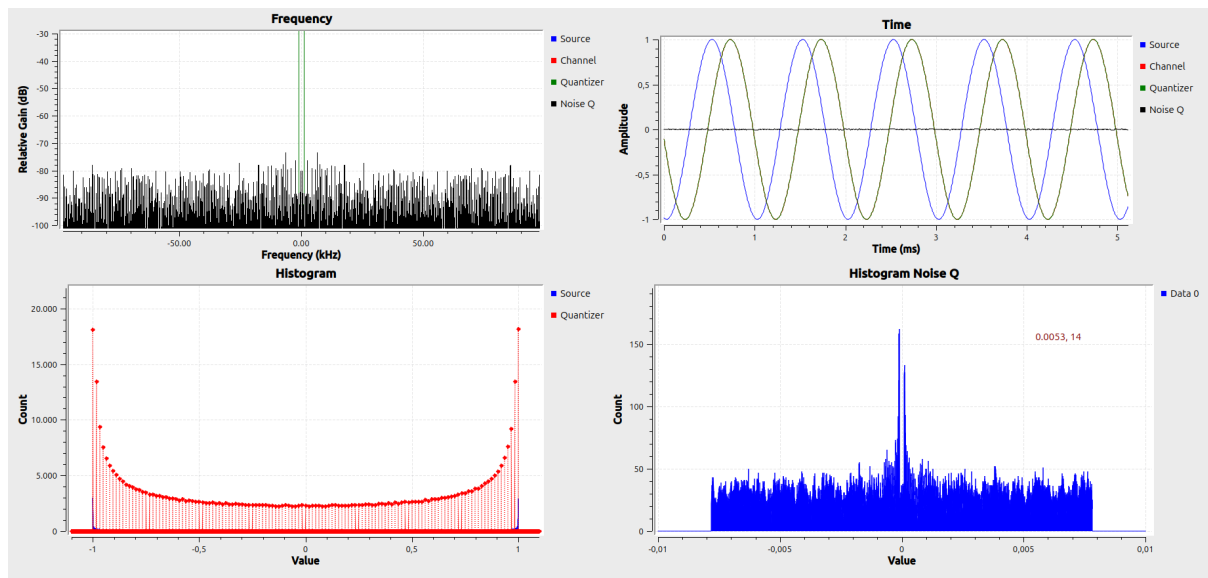 Frequency
-30
-40
-50
-60
-70
-80
-90
-100
Relative Gain (dB)
-50.00
0.00
50.00
Frequency (kHz)
Source
Channel
Quantizer
Noise Q
Time
1
0,5
0
-0,5
-1
Amplitude
0
1
2
3
4
5
Time (ms)
Source
Channel
Quantizer
Noise Q
Histogram
20.000
15.000
10.000
5.000
0
Count
-1
-0,5
0
0,5
1
Value
Source
Quantizer
Histogram Noise Q
150
100
50
0
Count
0.0053, 14
-0,01
-0,005
0
0,005
0,01
Value
Data 0